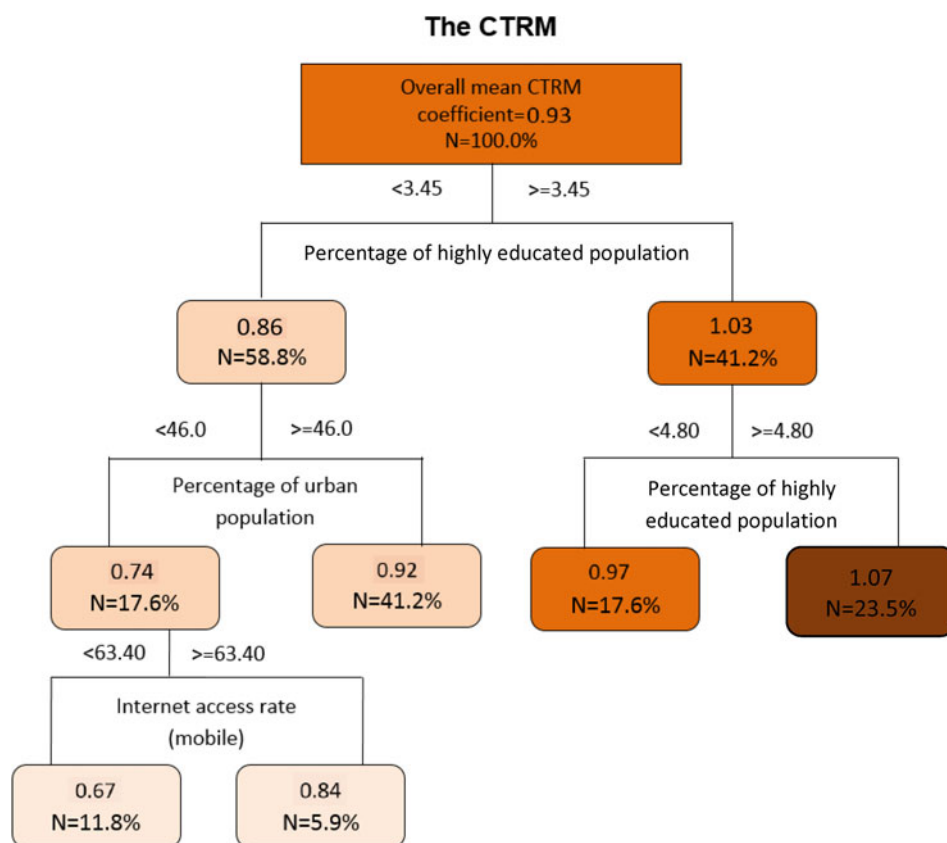 The CTRM
Overall mean CTRM
coefficient=0.93
N=100.0%
<3.45
>=3.45
Percentage of highly educated population
0.86
N=58.8%
1.03
N=41.2%
<46.0
>=46.0
<4.80
>=4.80
Percentage of urban
population
Percentage of highly
educated population
0.74
N=17.6%
0.92
N=41.2%
0.97
N=17.6%
1.07
N=23.5%
<63.40
>=63.40
Internet access rate
(mobile)
0.67
N=11.8%
0.84
N=5.9%